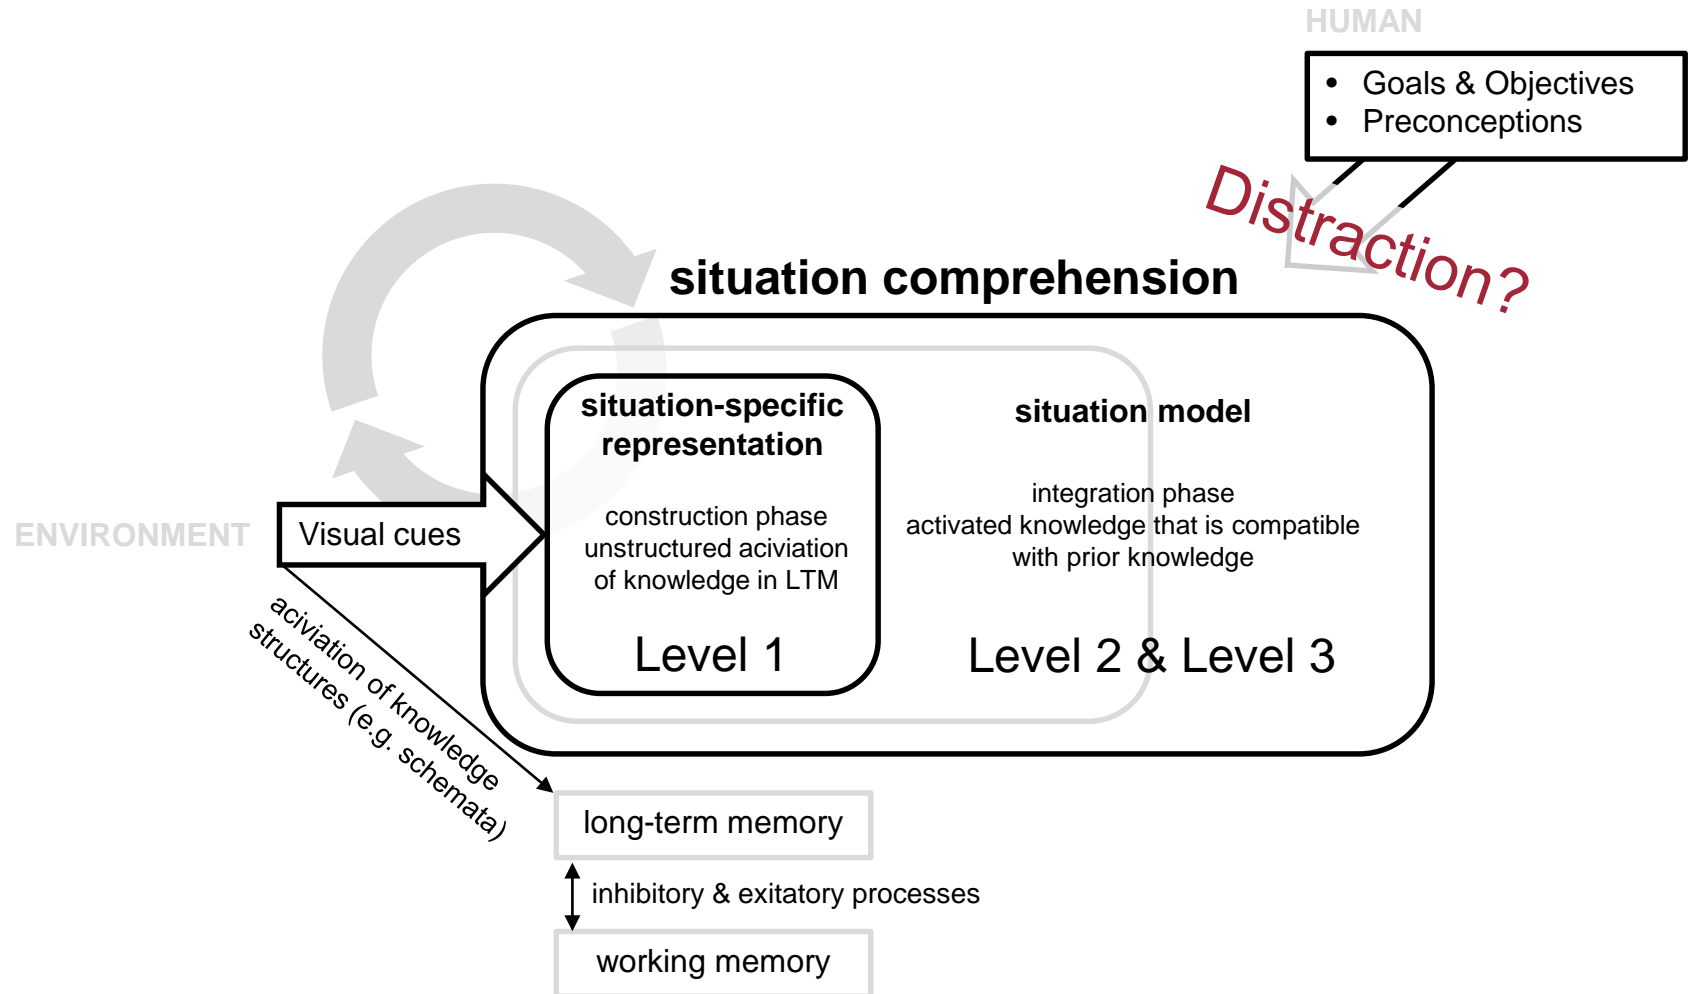 HUMAN
• Goals & Objectives
• Preconceptions
Distraction?
situation comprehension
situation-specific
representation
construction phase
unstructured aciviation
of knowledge in LTM
Level 1
situation model
integration phase
activated knowledge that is compatible
with prior knowledge
Level 2 & Level 3
ENVIRONMENT
Visual cues
aciviation of knowledge
structures (e.g. schemata)
long-term memory
inhibitory & exitatory processes
working memory